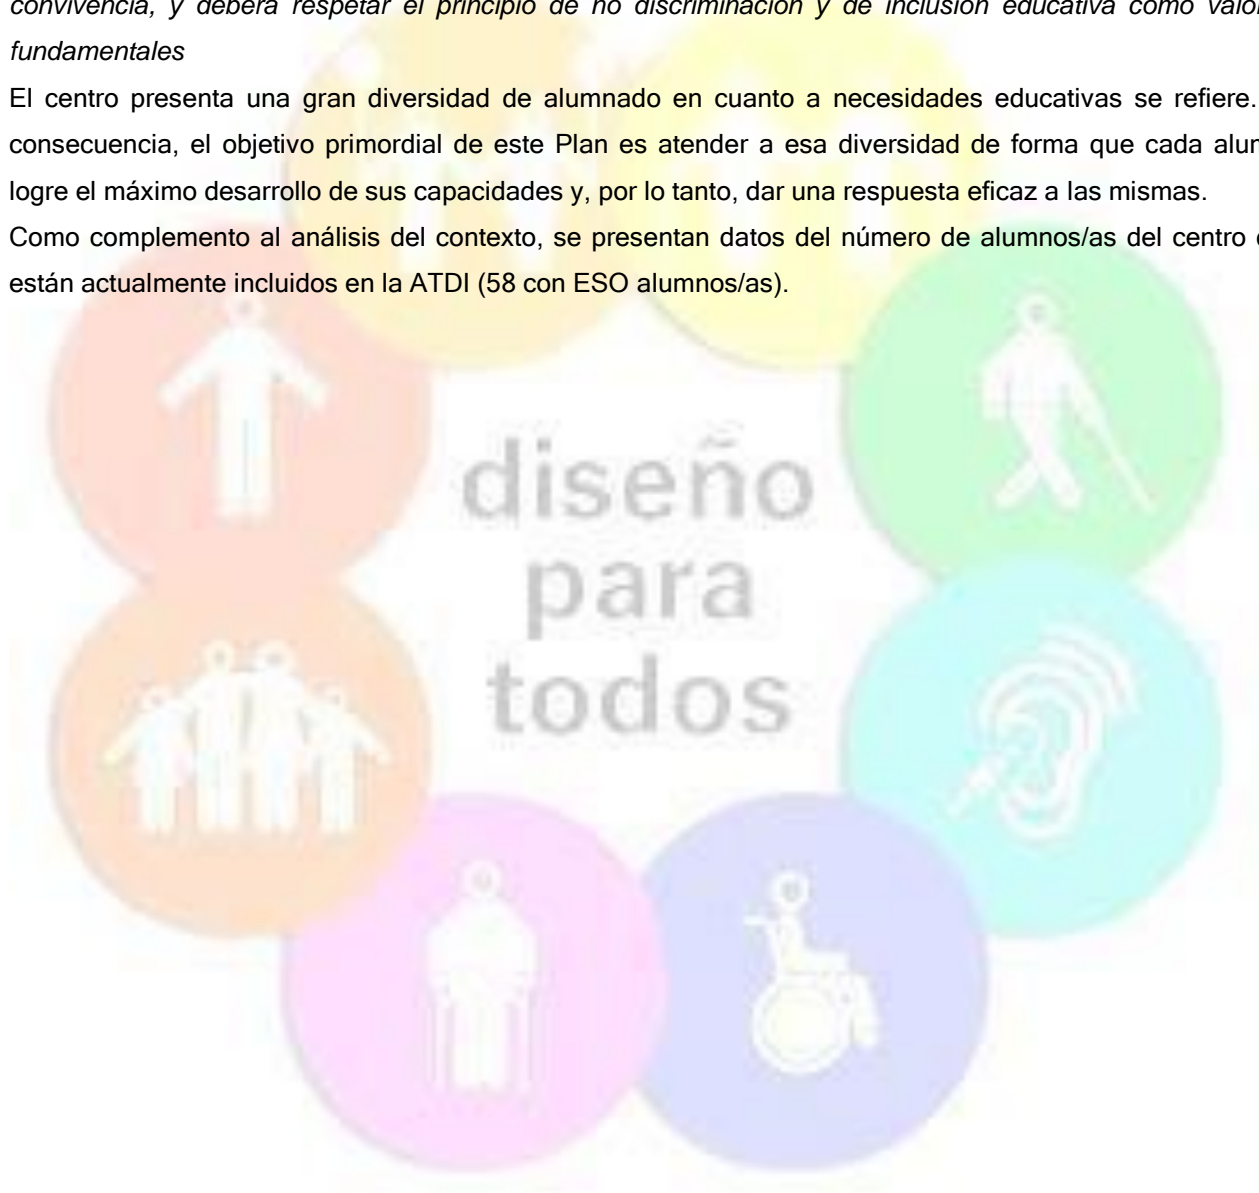 convivencia, y deberá respetar el principio de no discriminación y de inclusión educativa como
fundamentales
El centro presenta una gran diversidad de alumnado en cuanto a necesidades educativas se refiere.
consecuencia, el objetivo primordial de este Plan es atender a esa diversidad de forma que cada
logre el máximo desarrollo de sus capacidades y, por lo tanto, dar una respuesta eficaz a las mismas.
Como complemento al análisis del contexto, se presentan datos del número de alumnos/as del centro
están actualmente incluidos en la ATDI (58 con ESO alumnos/as).
diseño
para
todos